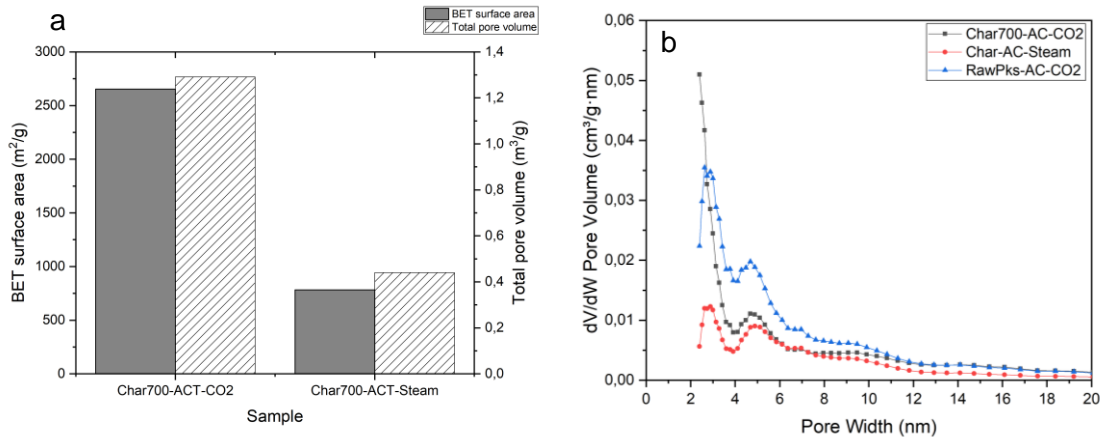 a
BET surface area
Total pore volume
3000
2500
2000
1500
1000
500
0
BET surface area (m²/g)
1,4
1,2
1,0
0,8
0,6
0,4
0,2
0,0
Total pore volume (m³/g)
Char700-ACT-CO2
Char700-ACT-Steam
Sample
b
Char700-AC-CO2
Char-AC-Steam
RawPks-AC-CO2
0,06
0,05
0,04
0,03
0,02
0,01
0,00
dV/dW Pore Volume (cm³/g·nm)
0 2 4 6 8 10 12 14 16 18 20
Pore Width (nm)